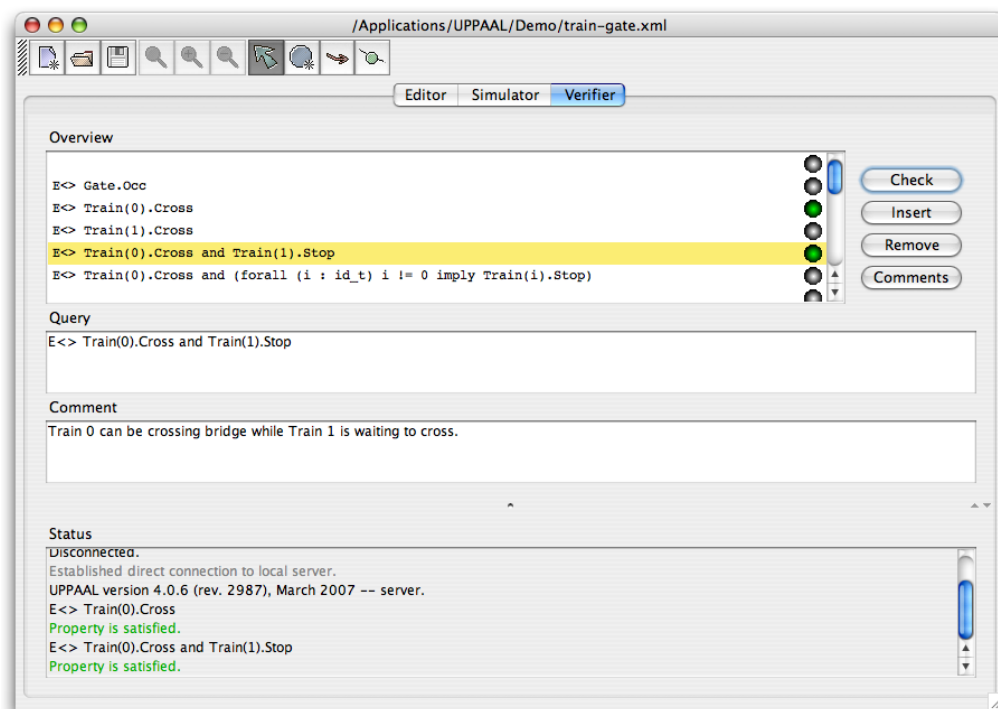 /Applications/UPPAAL/Demo/train-gate.xml
Editor Simulator Verifier
Overview
E<> Gate.Occ
E<> Train(0).Cross
E<> Train(1).Cross
E<> Train(0).Cross and Train(1).Stop
E<> Train(0).Cross and (forall (i : id_t) i != 0 imply Train(i).Stop)
Check
Insert
Remove
Comments
Query
E<> Train(0).Cross and Train(1).Stop
Comment
Train 0 can be crossing bridge while Train 1 is waiting to cross.
Status
Disconnected.
Established direct connection to local server.
UPPAAL version 4.0.6 (rev. 2987), March 2007 -- server.
E<> Train(0).Cross
Property is satisfied.
E<> Train(0).Cross and Train(1).Stop
Property is satisfied.